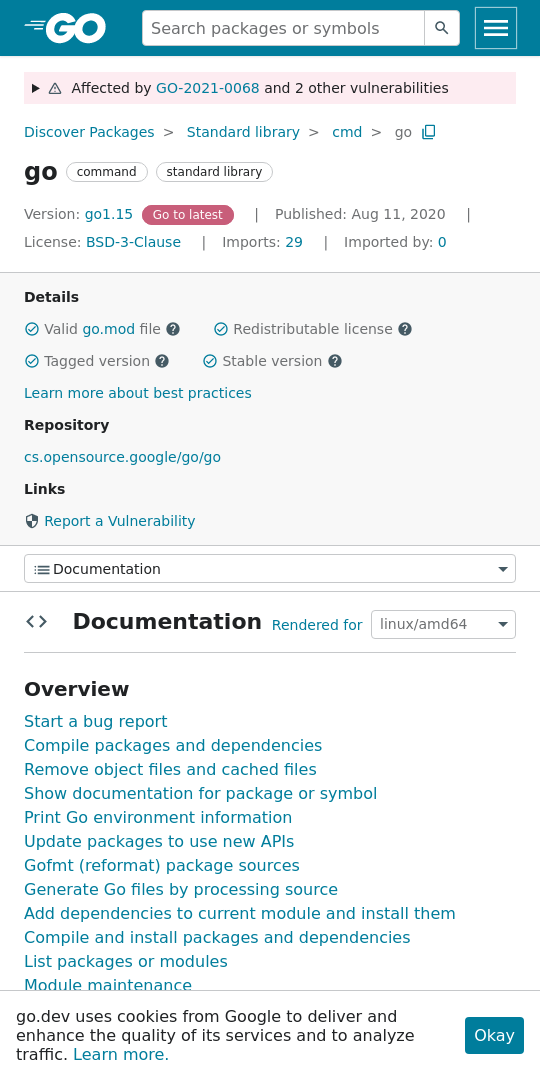 GO
Search packages or symbols
Affected by GO-2021-0068 and 2 other vulnerabilities
Discover Packages > Standard library > cmd > go
go command standard library
Version: go1.15 Go to latest | Published: Aug 11, 2020 |
License: BSD-3-Clause | Imports: 29 | Imported by: 0
Details
Valid go.mod file Redistributable license
Tagged version Stable version
Learn more about best practices
Repository
cs.opensource.google/go/go
Links
Report a Vulnerability
Documentation
Documentation Rendered for linux/amd64
Overview
Start a bug report
Compile packages and dependencies
Remove object files and cached files
Show documentation for package or symbol
Print Go environment information
Update packages to use new APIs
Gofmt (reformat) package sources
Generate Go files by processing source
Add dependencies to current module and install them
Compile and install packages and dependencies
List packages or modules
Module maintenance
go.dev uses cookies from Google to deliver and
enhance the quality of its services and to analyze
traffic. Learn more.
Okay